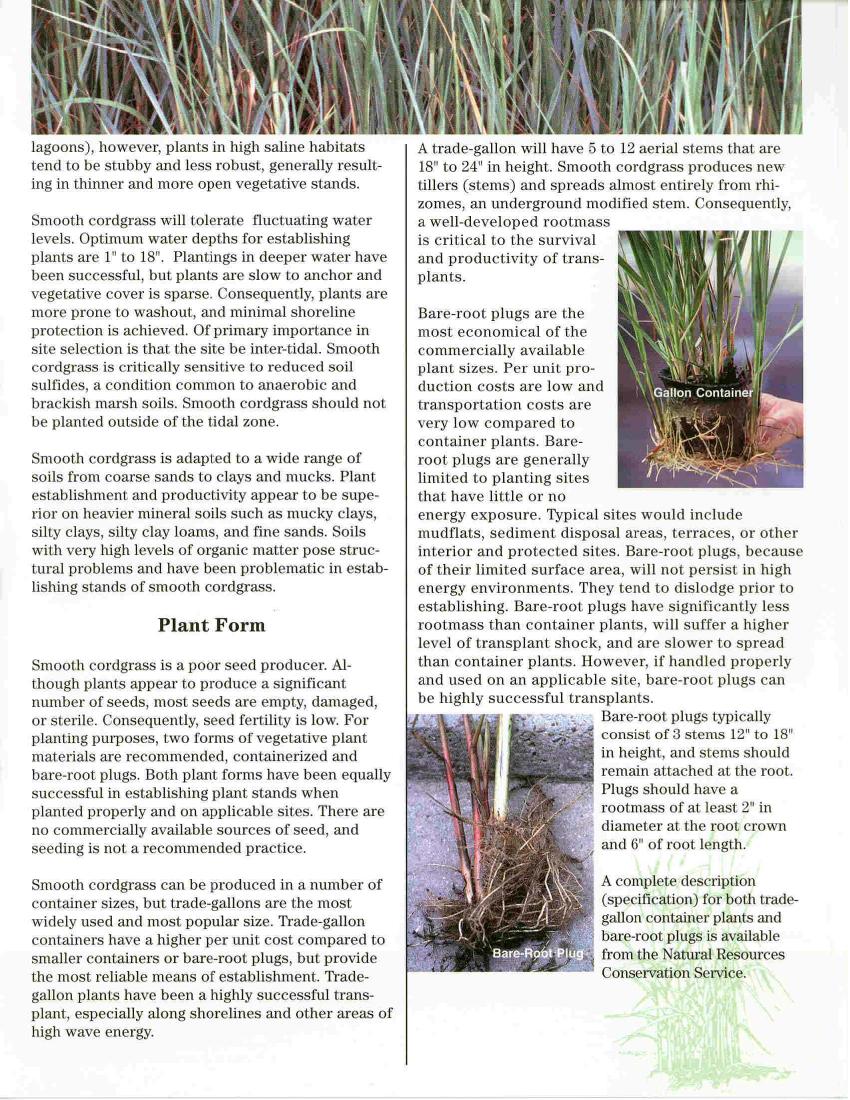 lagoons), however, plants in high saline habitats
tend to be stubby and less robust, generally result-
ing in thinner and more open vegetative stands.
Smooth cordgrass will tolerate fluctuating water
levels. Optimum water depths for establishing
plants are 1" to 18". Plantings in deeper water have
been successful, but plants are slow to anchor and
vegetative cover is sparse. Consequently, plants are
more prone to washout, and minimal shoreline
protection is achieved. Of primary importance in
site selection is that the site be inter-tidal. Smooth
cordgrass is critically sensitive to reduced soil
sulfides, a condition common to anaerobic and
brackish marsh soils. Smooth cordgrass should not
be planted outside of the tidal zone.
Smooth cordgrass is adapted to a wide range of
soils from coarse sands to clays and mucks. Plant
establishment and productivity appear to be supe-
rior on heavier mineral soils such as mucky clays,
silty clays, silty clay loams, and fine sands. Soils
with very high levels of organic matter pose struc-
tural problems and have been problematic in estab-
lishing stands of smooth cordgrass.
Plant Form
Smooth cordgrass is a poor seed producer. Al-
though plants appear to produce a significant
number of seeds, most seeds are empty, damaged,
or sterile. Consequently, seed fertility is low. For
planting purposes, two forms of vegetative plant
materials are recommended, containerized and
bare-root plugs. Both plant forms have been equally
successful in establishing plant stands when
planted properly and on applicable sites. There are
no commercially available sources of seed, and
seeding is not a recommended practice.
Smooth cordgrass can be produced in a number of
container sizes, but trade-gallons are the most
widely used and most popular size. Trade-gallon
containers have a higher per unit cost compared to
smaller containers or bare-root plugs, but provide
the most reliable means of establishment. Trade-
gallon plants have been a highly successful trans-
plant, especially along shorelines and other areas of
high wave energy.
A trade-gallon will have 5 to 12 aerial stems that are
18" to 24" in height. Smooth cordgrass produces new
tillers (stems) and spreads almost entirely from rhi-
zomes, an underground modified stem. Consequently,
a well-developed rootmass
is critical to the survival
and productivity of trans-
plants.
Bare-root plugs are the
most economical of the
commercially available
plant sizes. Per unit pro-
duction costs are low and
transportation costs are
very low compared to
container plants. Bare-
root plugs are generally
limited to planting sites
that have little or no
energy exposure. Typical sites would include
mudflats, sediment disposal areas, terraces, or other
interior and protected sites. Bare-root plugs, because
of their limited surface area, will not persist in high
energy environments. They tend to dislodge prior to
establishing. Bare-root plugs have significantly less
rootmass than container plants, will suffer a higher
level of transplant shock, and are slower to spread
than container plants. However, if handled properly
and used on an applicable site, bare-root plugs can
be highly successful transplants.
Gallon Container
Bare-root plugs typically
consist of 3 stems 12" to 18"
in height, and stems should
remain attached at the root.
Plugs should have a
rootmass of at least 2" in
diameter at the root crown
and 6" of root length.
A complete description
(specification) for both trade-
gallon container plants and
bare-root plugs is available
from the Natural Resources
Conservation Service.
Bare-Root Plug